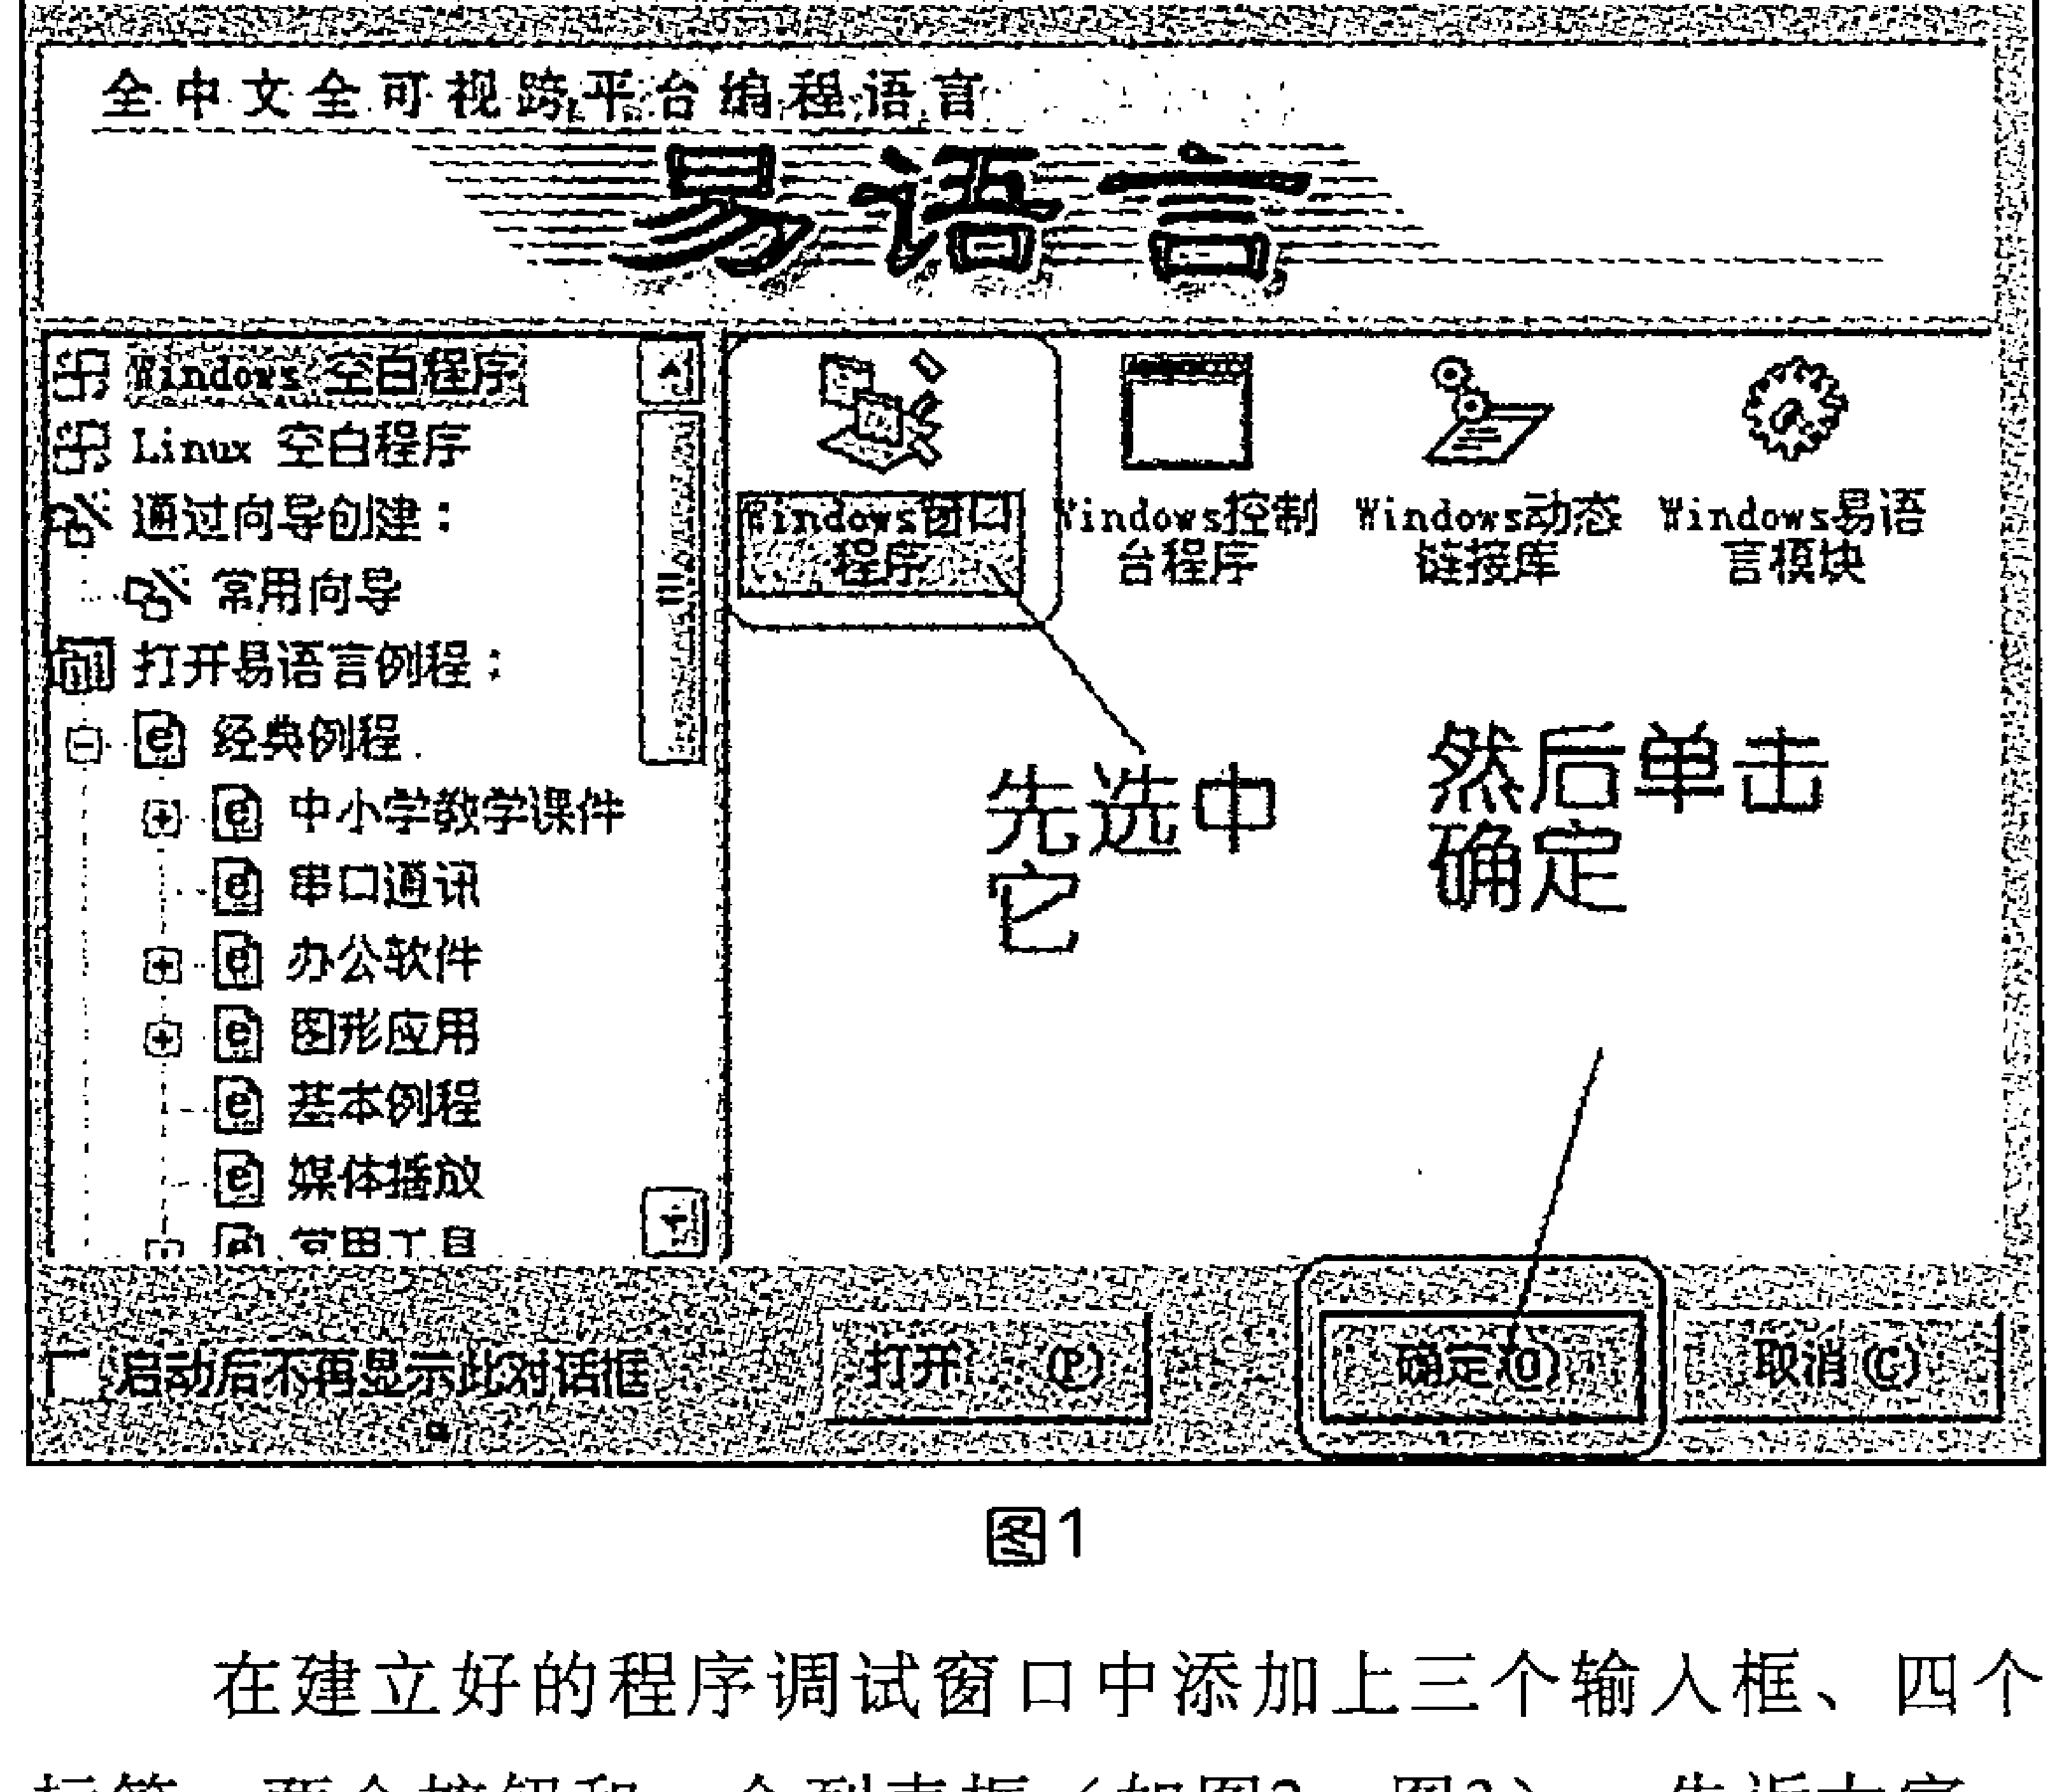 全中文全可视跨平台编程语言
易语言
Windows 空白程序
Linux 空白程序
通过向导创建：
常用向导
打开易语言例程：
经典例程
中小学教学课件
串口通讯
办公软件
图形应用
基本例程
媒体播放
常用工具
Windows窗口
程序
Windows控制
台程序
Windows动态
链接库
Windows易语
言模块
先选中
它
然后单击
确定
启动后不再显示此对话框
打开 (P)
确定(O)
取消(C)
图1
在建立好的程序调试窗口中添加上三个输入框、四个